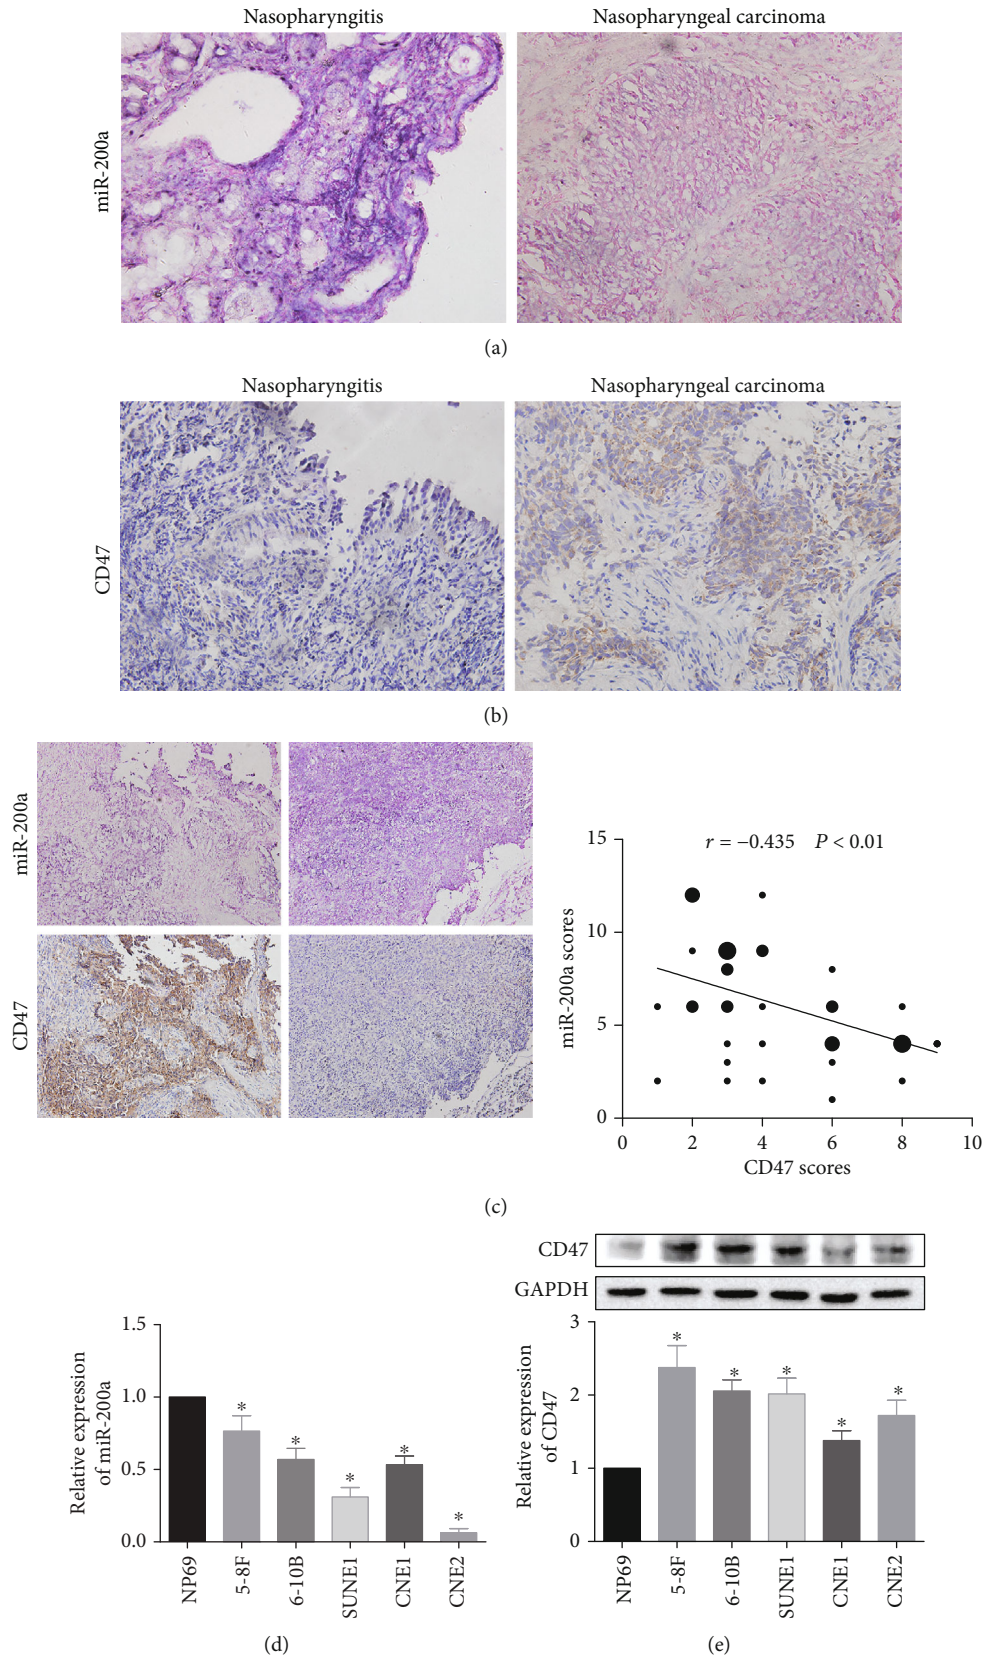 Nasopharyngitis Nasopharyngeal carcinoma
miR-200a
(a)
Nasopharyngitis Nasopharyngeal carcinoma
CD47
(b)
miR-200a
CD47
15
10
5
0
miR-200a scores
r = −0.435 P < 0.01
0 2 4 6 8 10
CD47 scores
(c)
1.5
1.0
0.5
0.0
Relative expression
of miR-200a
* * * * *
NP69 5-8F 6-10B SUNE1 CNE1 CNE2
(d)
CD47
GAPDH
3
2
1
0
Relative expression
of CD47
* * * * *
NP69 5-8F 6-10B SUNE1 CNE1 CNE2
(e)